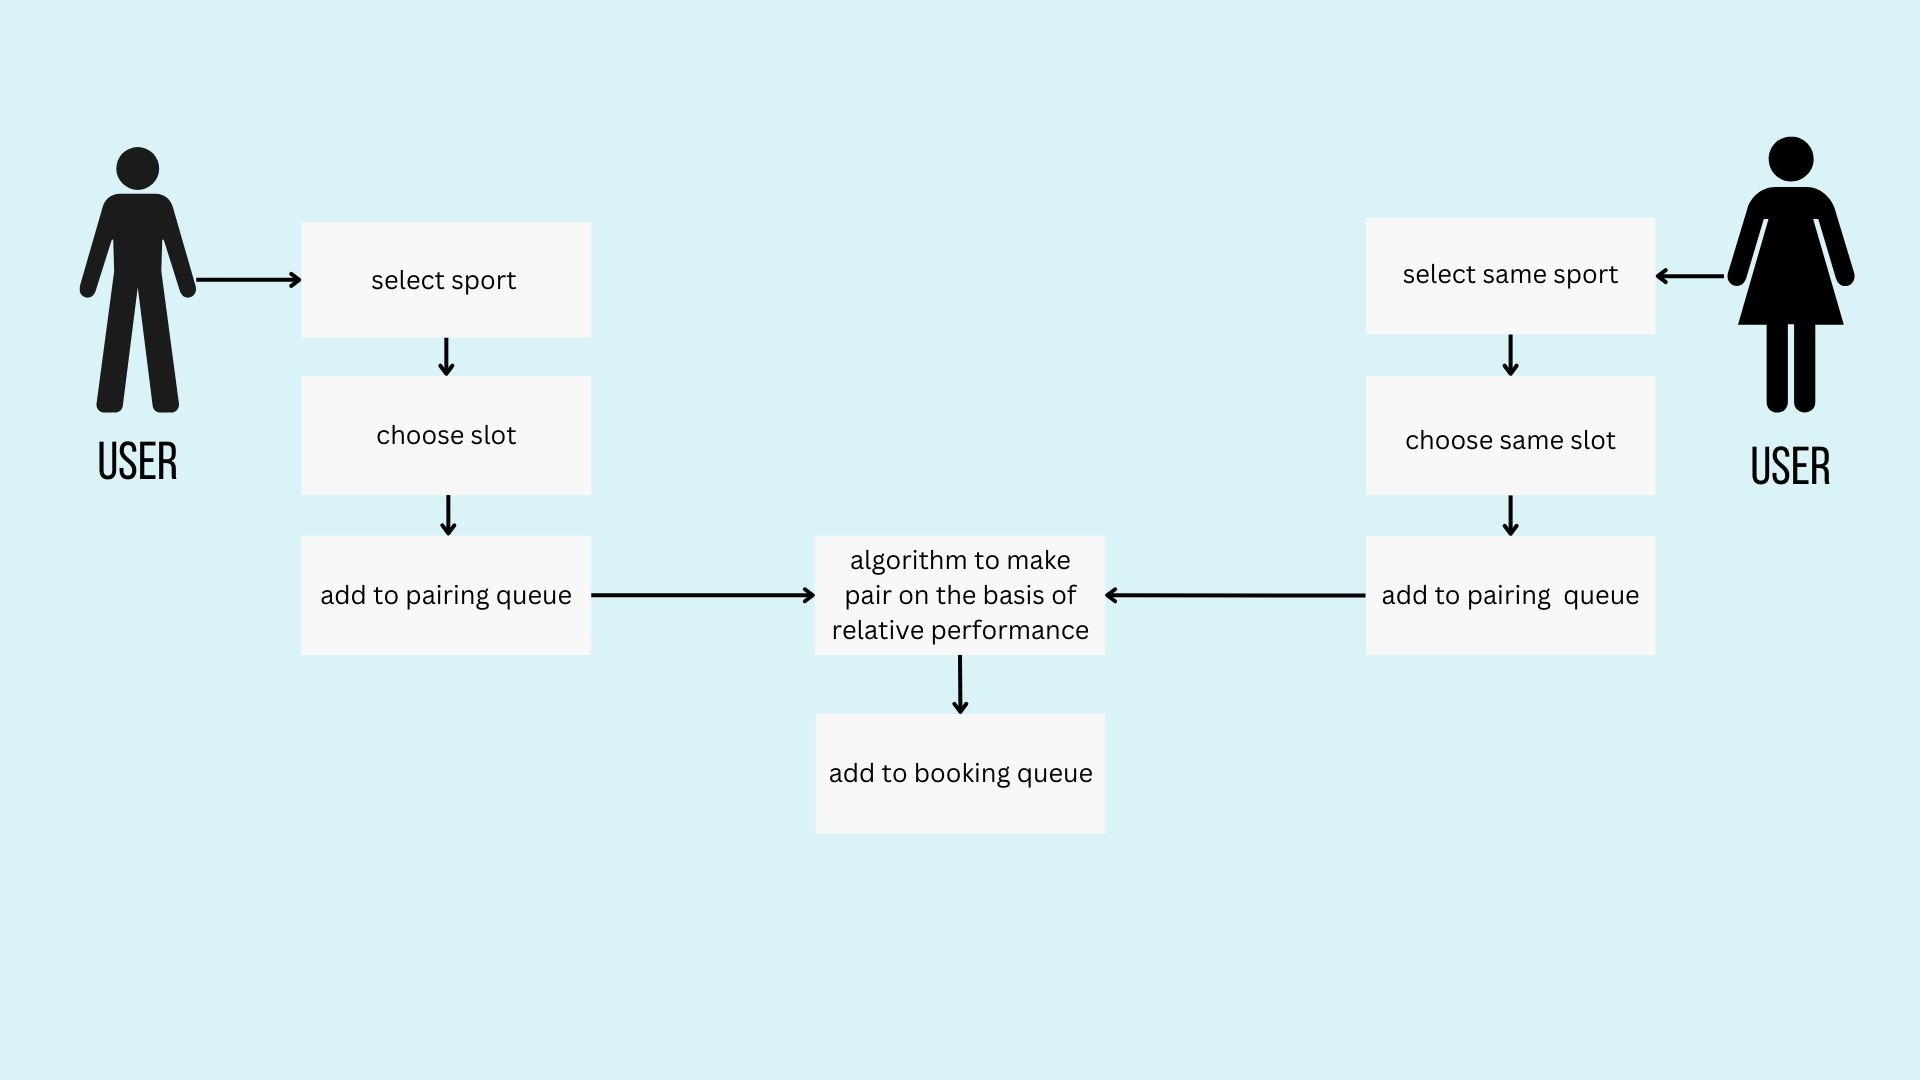 select sport
choose slot
add to pairing queue
USER
algorithm to make
pair on the basis of
relative performance
add to booking queue
select same sport
choose same slot
add to pairing  queue
USER